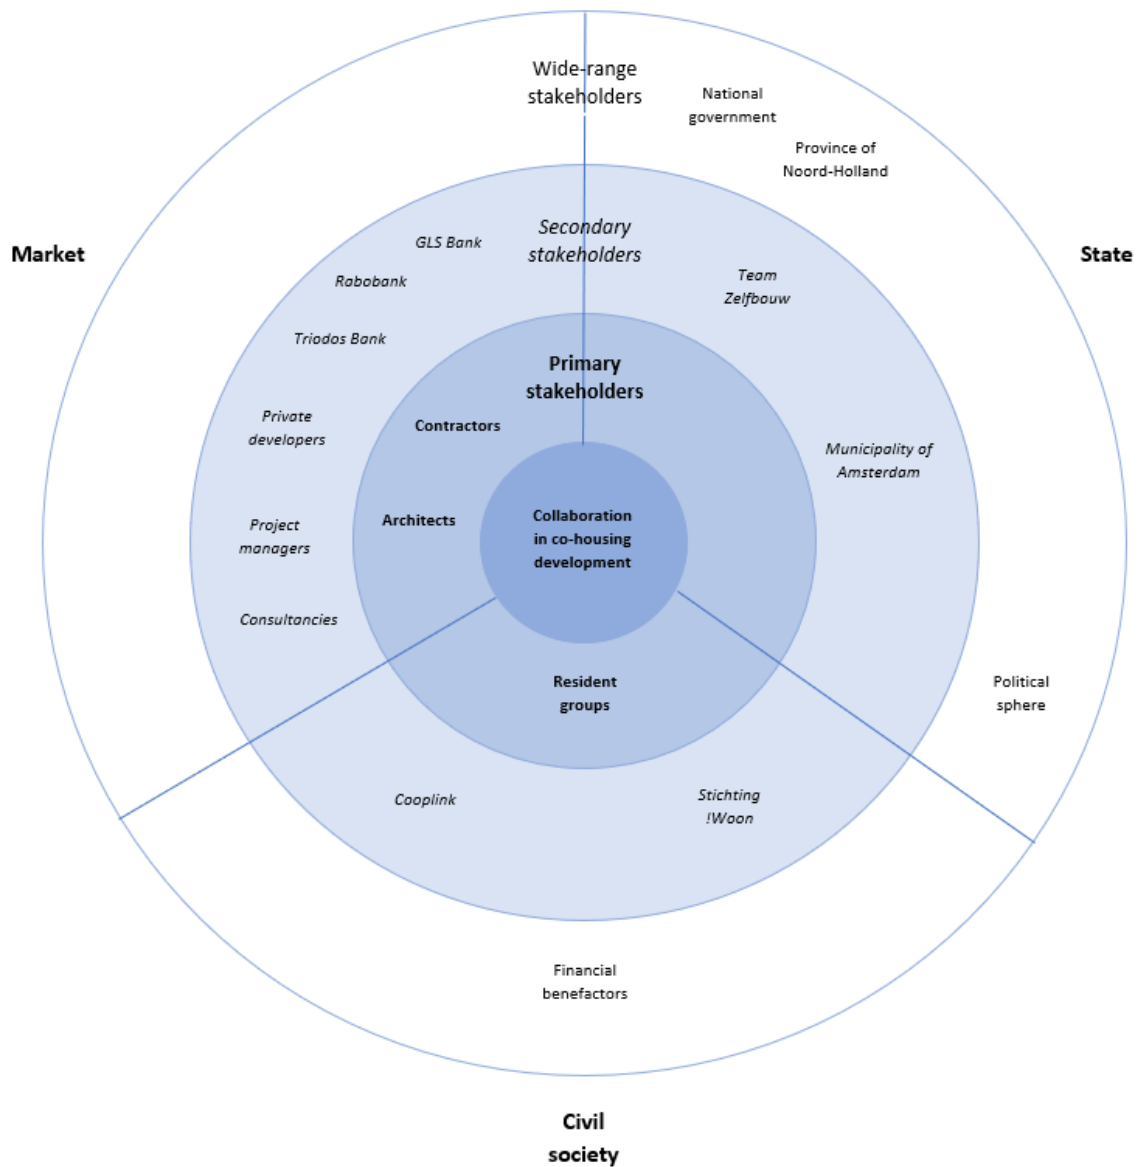 Wide-range
stakeholders
National
government
Province of
Noord-Holland
Market
State
GLS Bank
Secondary
stakeholders
Rabobank
Team
Zelfbouw
Triodos Bank
Primary
stakeholders
Private
developers
Contractors
Municipality of
Amsterdam
Project
managers
Architects
Collaboration
in co-housing
development
Consultancies
Resident
groups
Political
sphere
Cooplink
Stichting
!Woon
Financial
benefactors
Civil
society